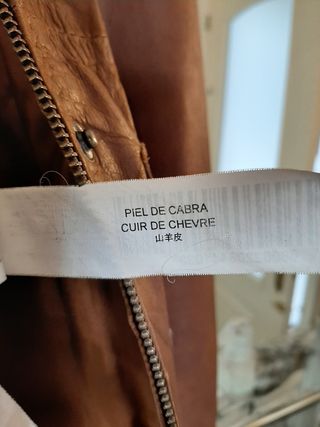 PIEL DE CABRA
CUIR DE CHEVRE
山羊皮